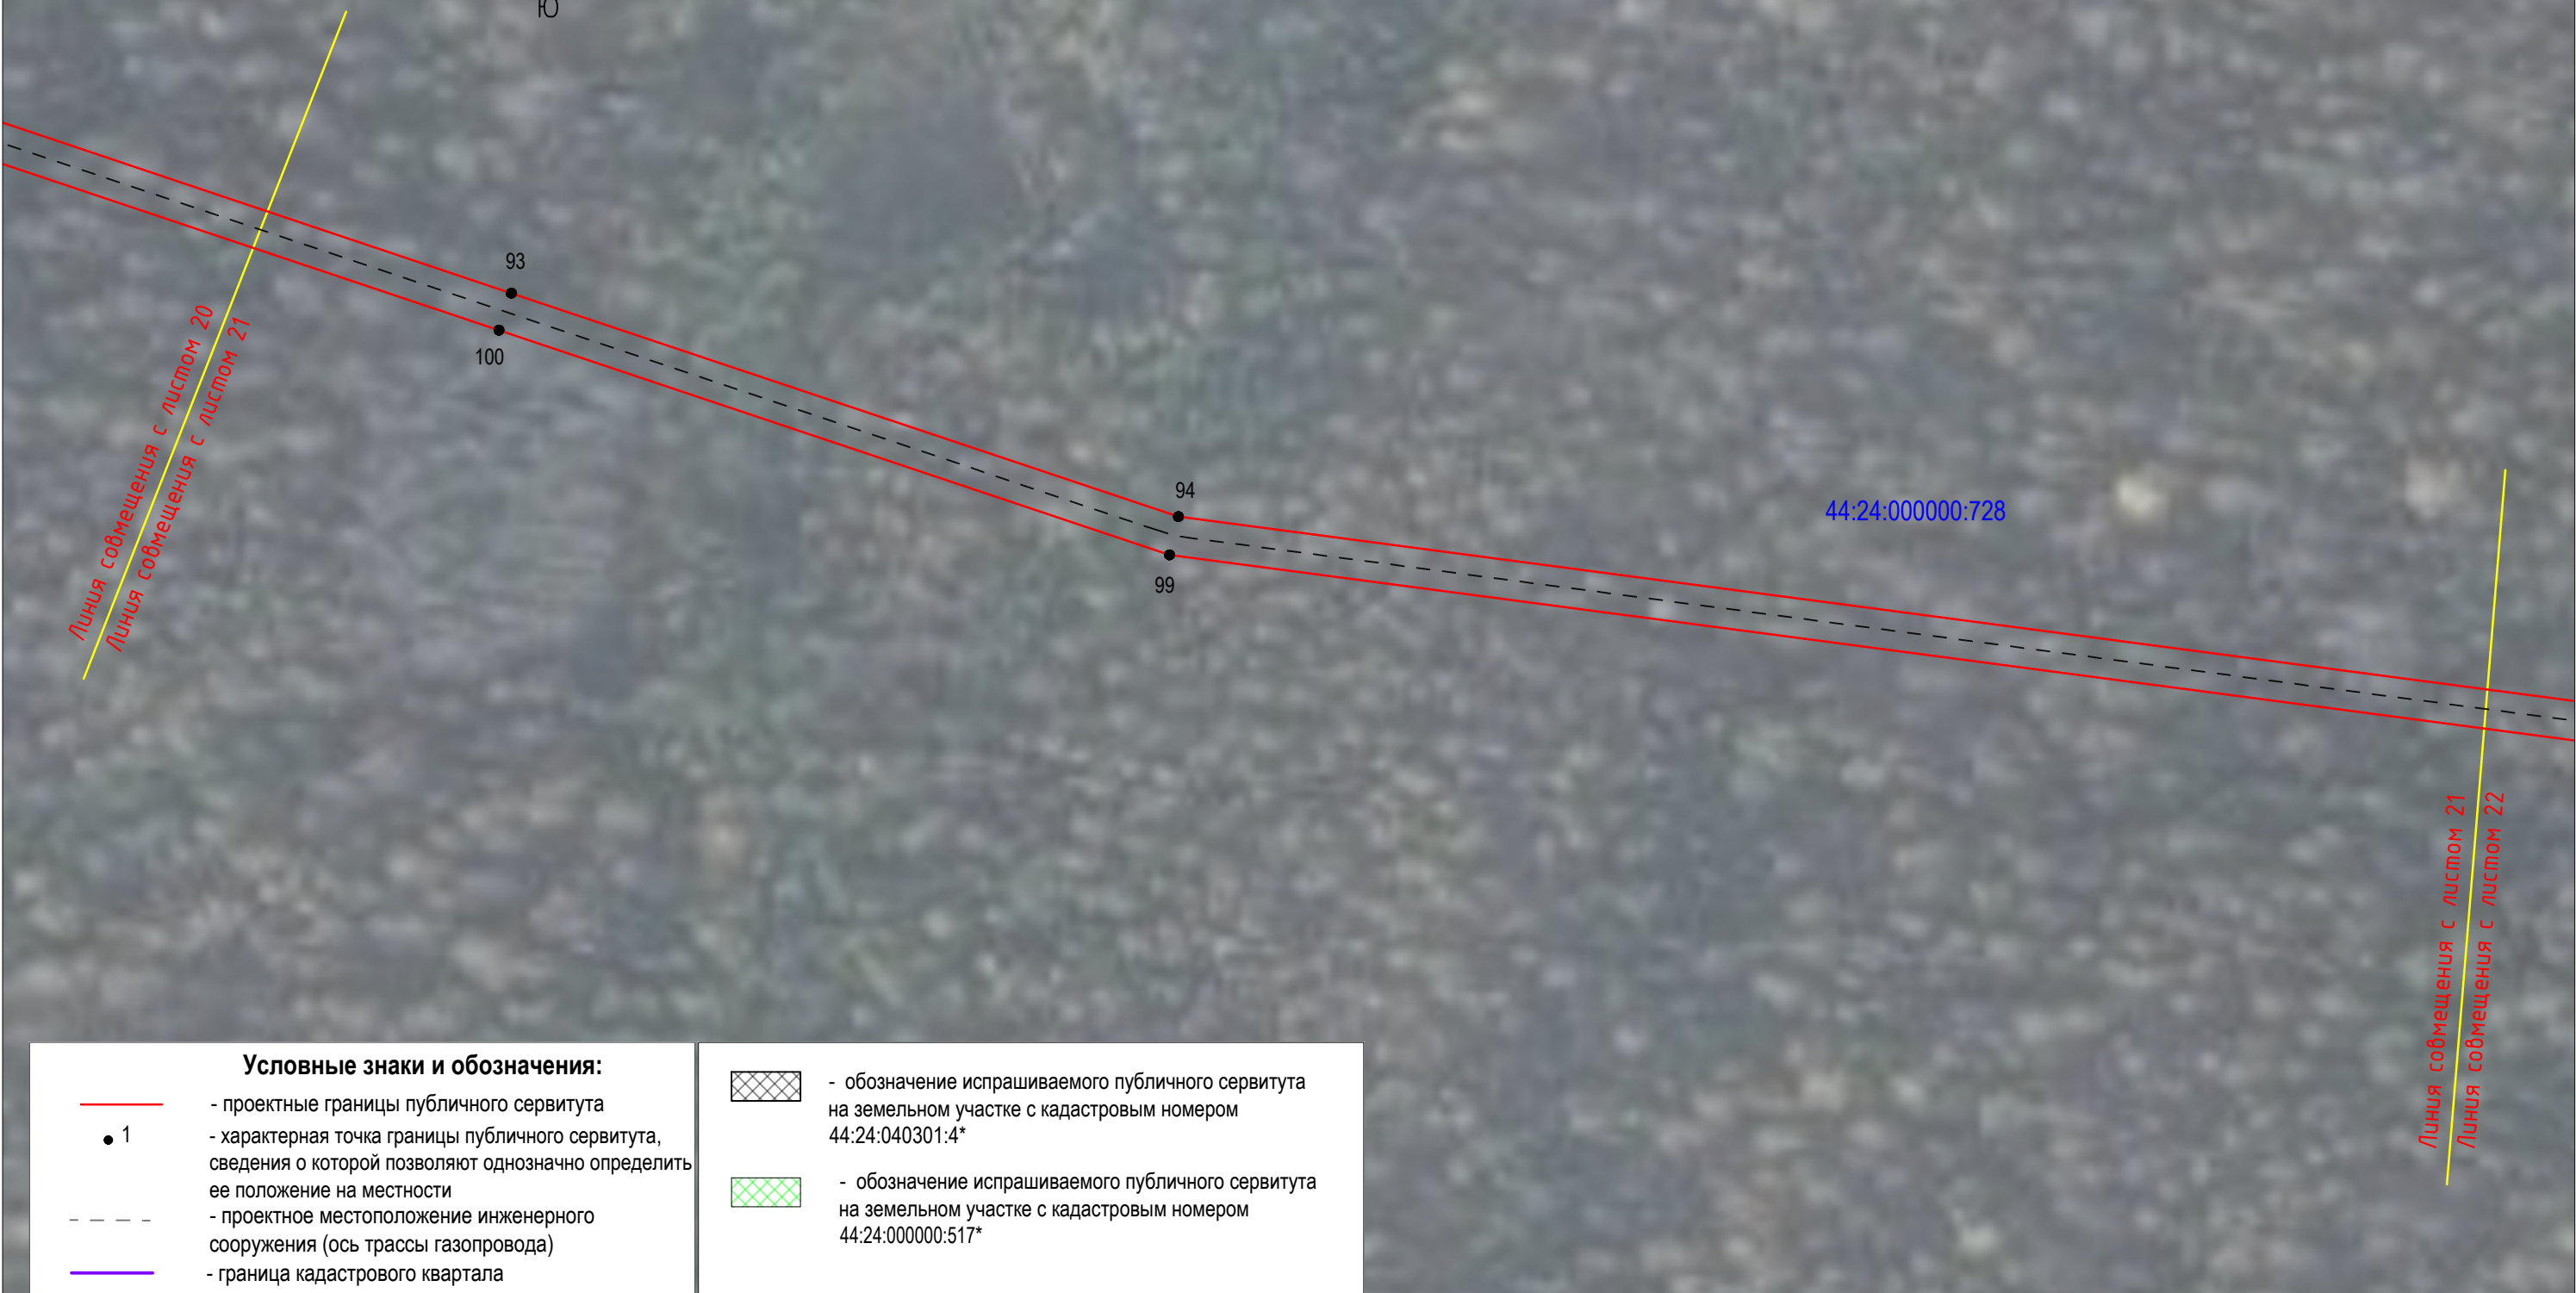 Ю
93
100
94
99
44:24:000000:728
Линия совмещения с листом 20
Линия совмещения с листом 21
Линия совмещения с листом 21
Линия совмещения с листом 22
Условные знаки и обозначения:
- проектные границы публичного сервитута
1
- характерная точка границы публичного сервитута,
сведения о которой позволяют однозначно определить
ее положение на местности
- проектное местоположение инженерного
сооружения (ось трассы газопровода)
- граница кадастрового квартала
- обозначение испрашиваемого публичного сервитута
на земельном участке с кадастровым номером
44:24:040301:4*
- обозначение испрашиваемого публичного сервитута
на земельном участке с кадастровым номером
44:24:000000:517*